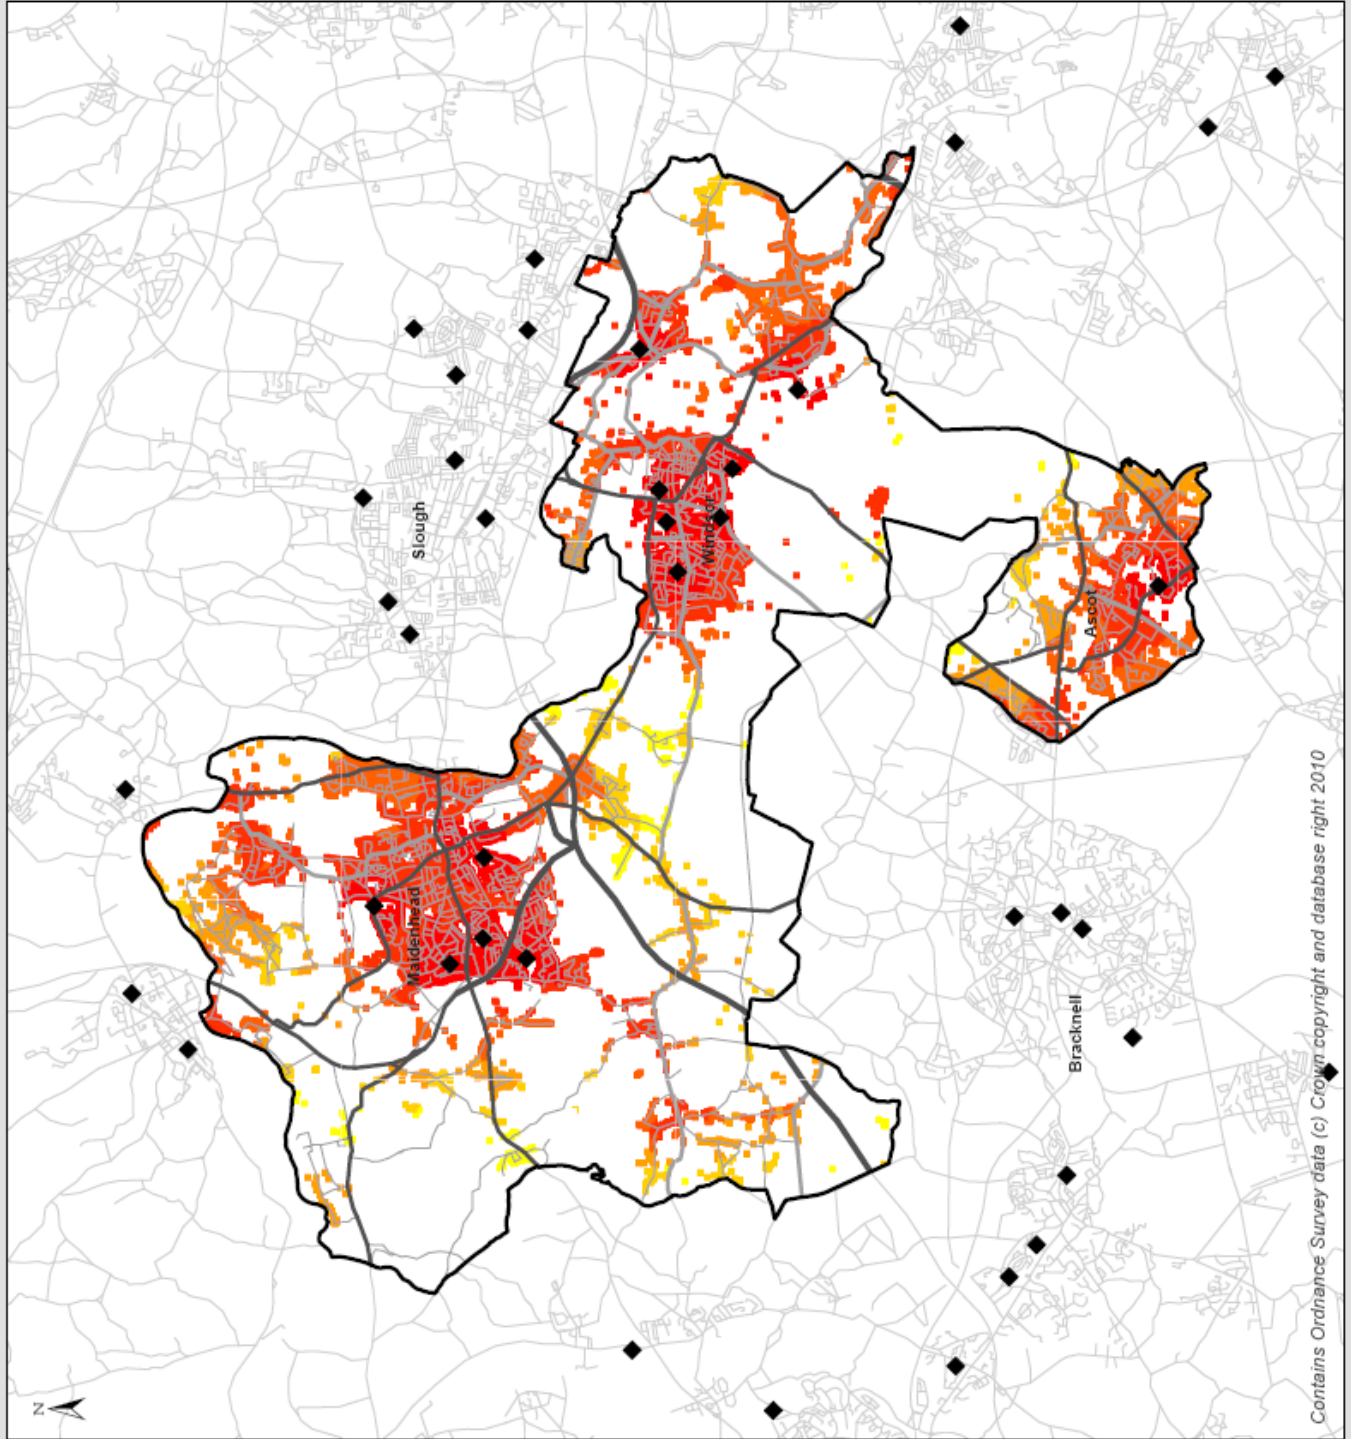 N
Slough
Maidenhead
Windsor
Ascot
Bracknell
Contains Ordnance Survey data (c) Crown copyright and database right 2010